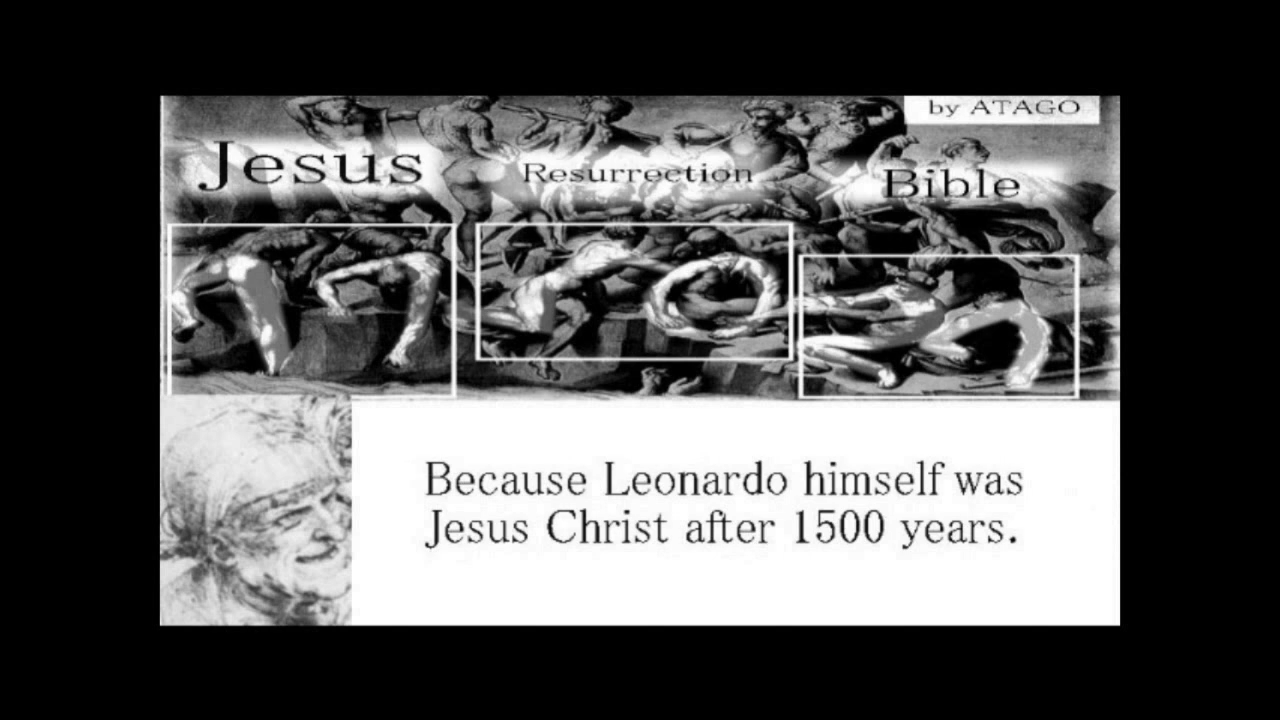 by ATAGO
Jesus
Resurrection
Bible
Because Leonardo himself was
Jesus Christ after 1500 years.